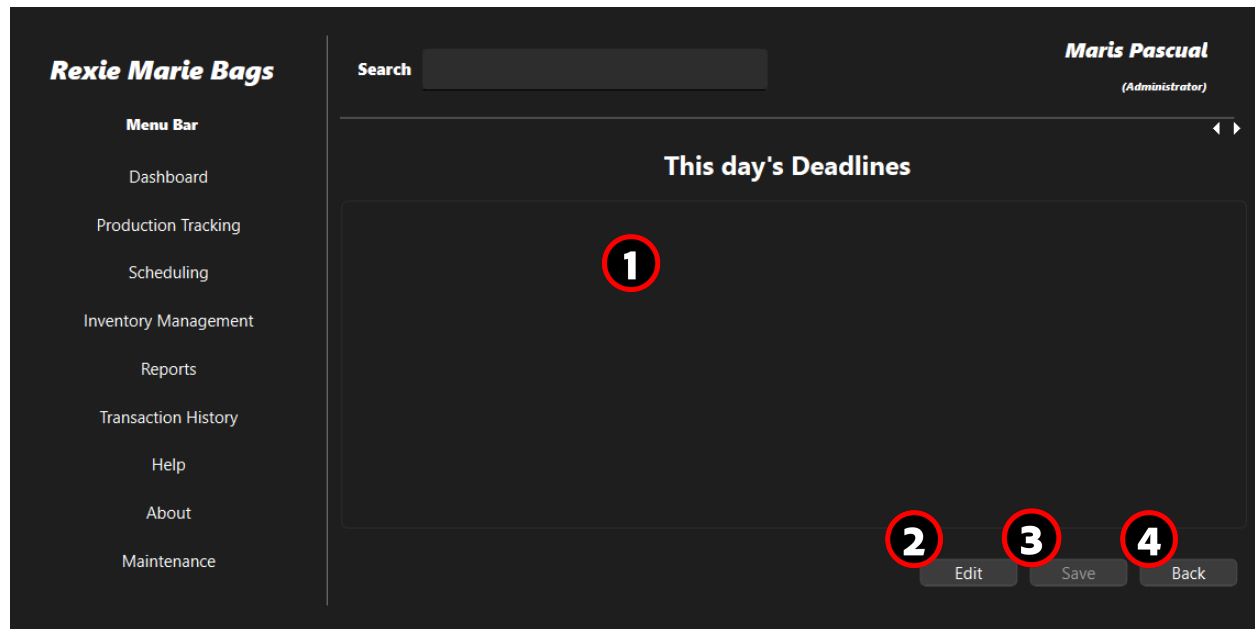 Rexie Marie Bags
Menu Bar
Dashboard
Production Tracking
Scheduling
Inventory Management
Reports
Transaction History
Help
About
Maintenance
Search
Maris Pascual
(Administrator)
This day's Deadlines
1
2
3
4
Edit
Save
Back